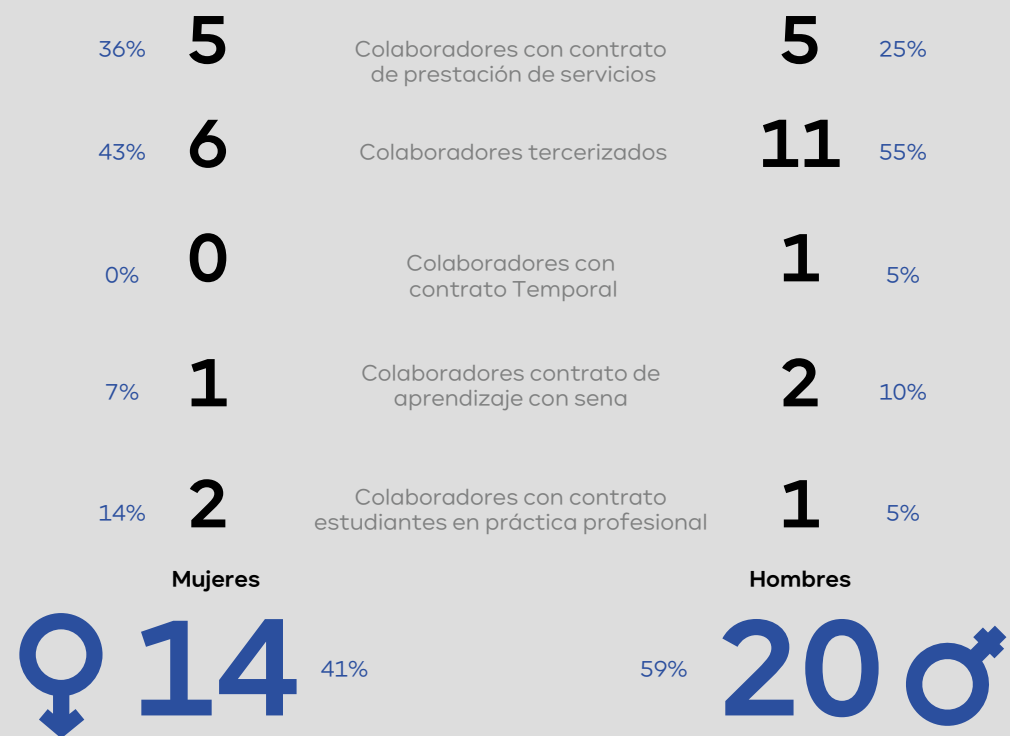 36% 5 Colaboradores con contrato 5 25%
de prestación de servicios
43% 6 Colaboradores tercerizados 11 55%
0% 0 Colaboradores con 1 5%
contrato Temporal
7% 1 Colaboradores contrato de 2 10%
aprendizaje con sena
14% 2 Colaboradores con contrato 1 5%
estudiantes en práctica profesional
Mujeres Hombres
14 41% 59% 20